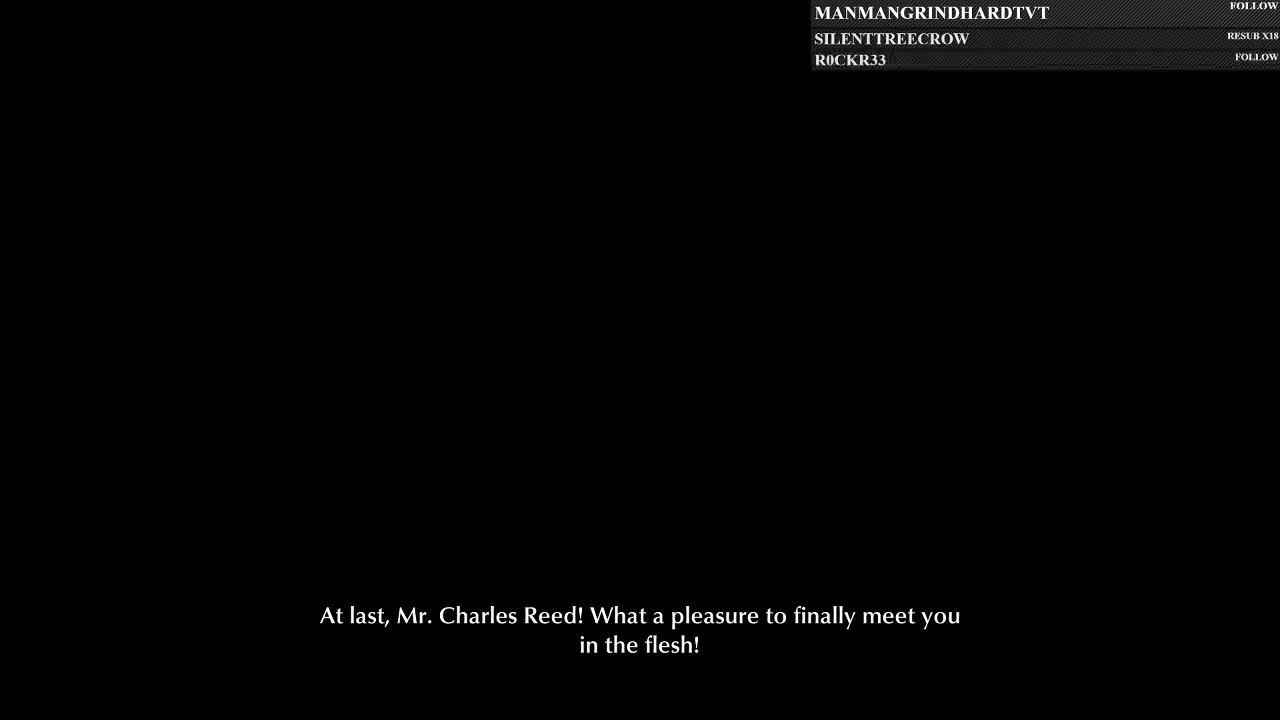 MANMANGRINDHARDTVT FOLLOW
SILENTTREECROW RESUB X18
R0CKR33 FOLLOW
At last, Mr. Charles Reed! What a pleasure to finally meet you
in the flesh!